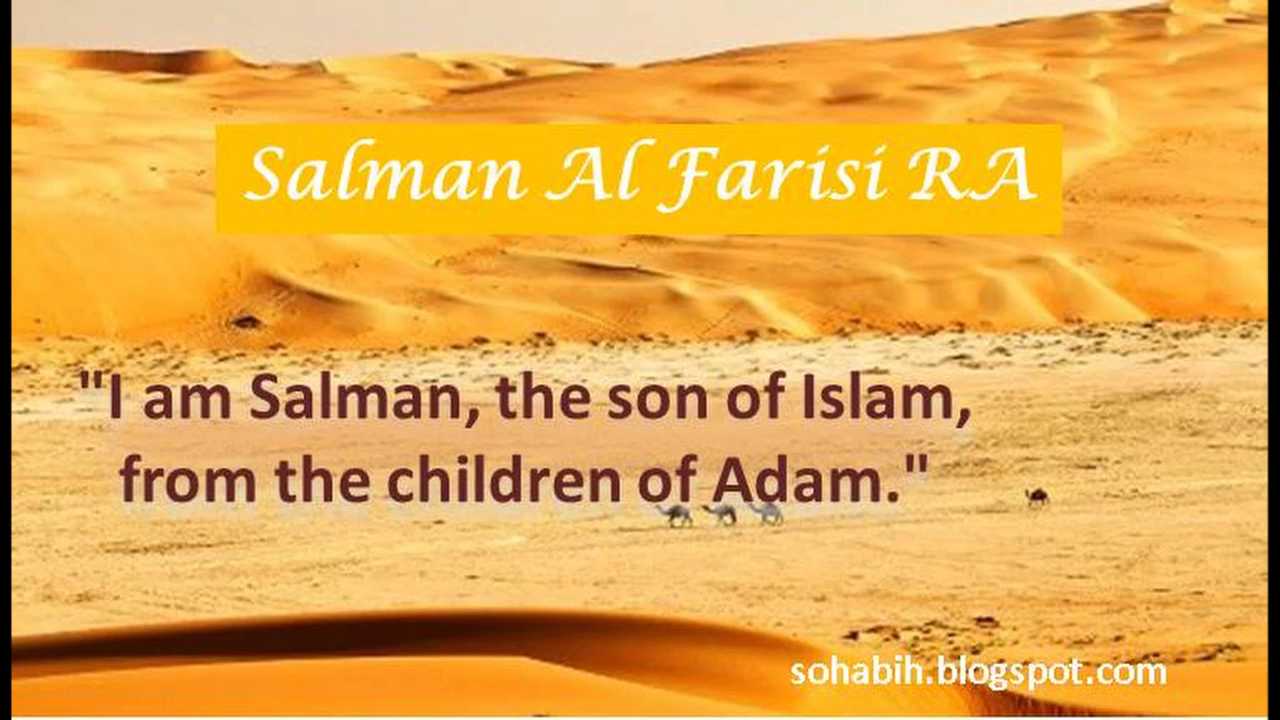 Salman Al Farisi RA
"I am Salman, the son of Islam,
from the children of Adam."
sohabih.blogspot.com